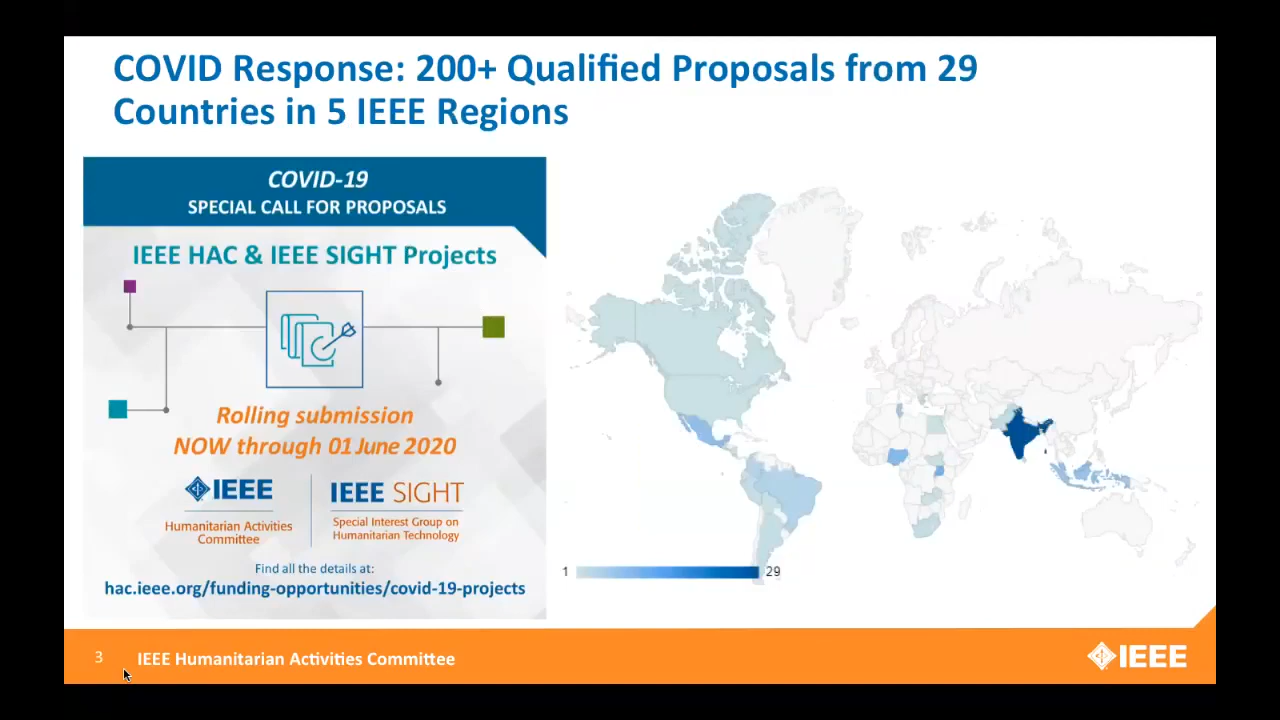 COVID Response: 200+ Qualified Proposals from 29
Countries in 5 IEEE Regions
COVID-19
SPECIAL CALL FOR PROPOSALS
IEEE HAC & IEEE SIGHT Projects
Rolling submission
NOW through 01 June 2020
IEEE
Humanitarian Activities
Committee
IEEE SIGHT
Special Interest Group on
Humanitarian Technology
Find all the details at:
hac.ieee.org/funding-opportunities/covid-19-projects
1
29
3
IEEE Humanitarian Activities Committee
IEEE